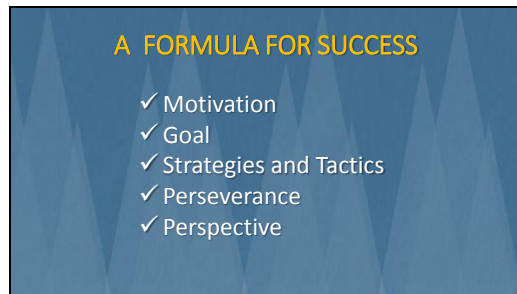 A FORMULA FOR SUCCESS
✓ Motivation
✓ Goal
✓ Strategies and Tactics
✓ Perseverance
✓ Perspective